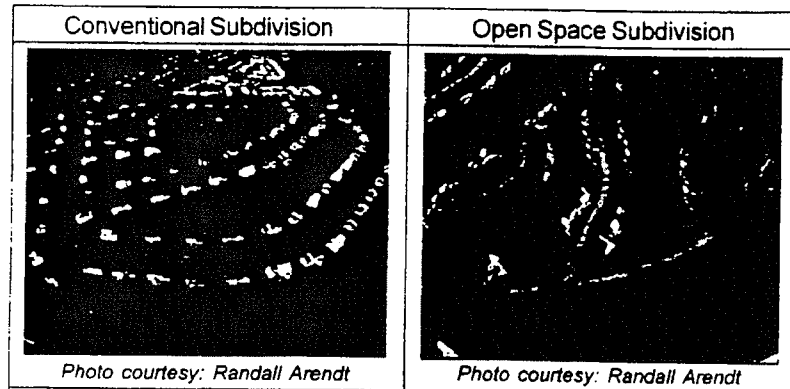 Conventional Subdivision
Open Space Subdivision
Photo courtesy: Randall Arendt
Photo courtesy: Randall Arendt